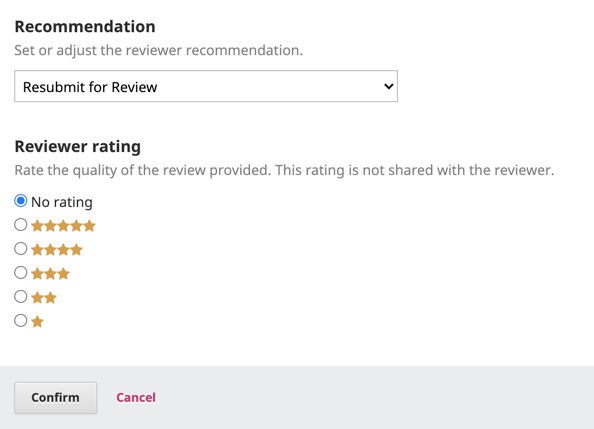 Recommendation
Set or adjust the reviewer recommendation.
Resubmit for Review
Reviewer rating
Rate the quality of the review provided. This rating is not shared with the reviewer.
No rating
Confirm
Cancel